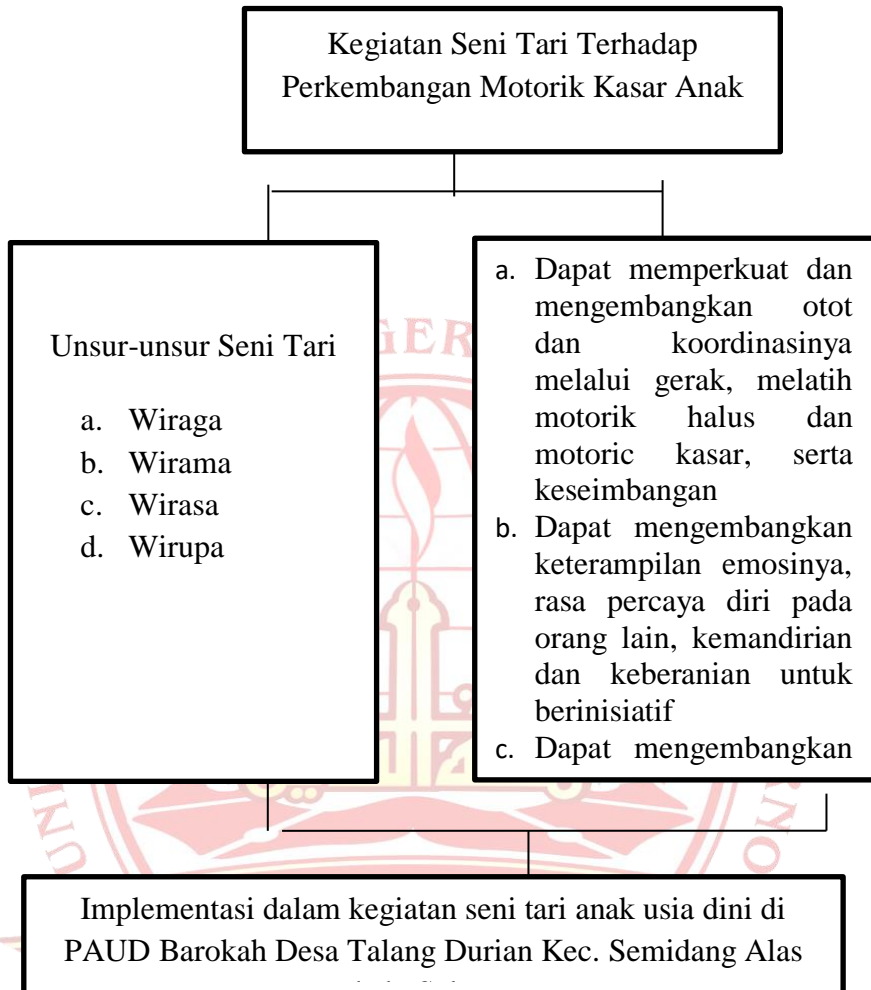 Kegiatan Seni Tari Terhadap
Perkembangan Motorik Kasar Anak
Unsur-unsur Seni Tari
a. Wiraga
b. Wirama
c. Wirasa
d. Wirupa
a. Dapat memperkuat dan
mengembangkan otot
dan koordinasinya
melalui gerak, melatih
motorik halus dan
motoric kasar, serta
keseimbangan
b. Dapat mengembangkan
keterampilan emosinya,
rasa percaya diri pada
orang lain, kemandirian
dan keberanian untuk
berinisiatif
c. Dapat mengembangkan
Implementasi dalam kegiatan seni tari anak usia dini di
PAUD Barokah Desa Talang Durian Kec. Semidang Alas